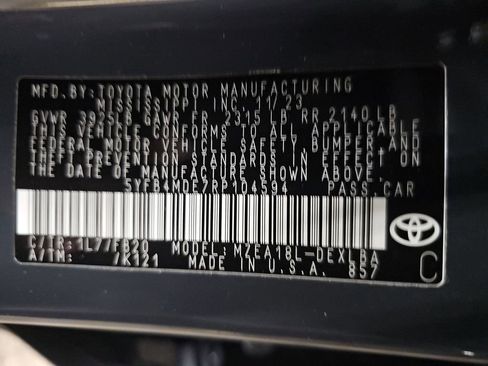 MFD. BY: TOYOTA MOTOR MANUFACTURING
MISSISSIPPI, INC. 11/23
GVWR 3925LB GAWR FR 2315 LB RR 2140 LB
THIS VEHICLE CONFORMS TO ALL APPLICABLE
FEDERAL MOTOR VEHICLE SAFETY, BUMPER, AND
THEFT PREVENTION STANDARDS IN EFFECT ON
THE DATE OF MANUFACTURE SHOWN ABOVE.
5YFB4MDE7RP104594 PASS.CAR
C/TR: 1L7/FB20 MODEL: MZEA18L-DEXLBA
A/TM: /K121 MADE IN U.S.A. 857
C